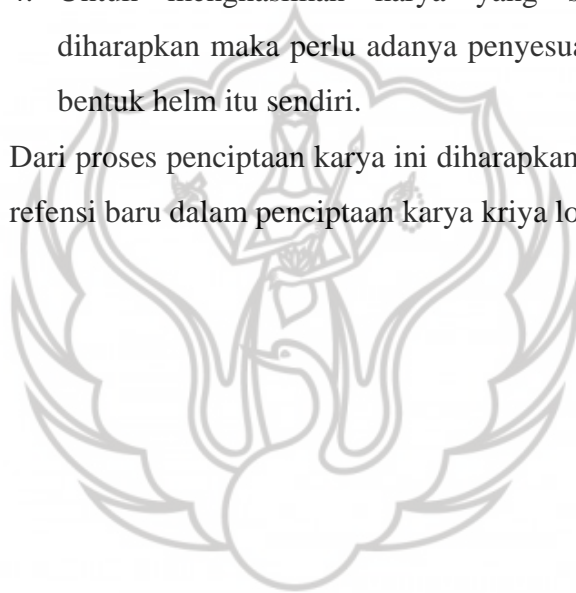 4. Untuk menghasilkan karya yang s
diharapkan maka perlu adanya penyesua
bentuk helm itu sendiri.
Dari proses penciptaan karya ini diharapkan
refensi baru dalam penciptaan karya kriya lo